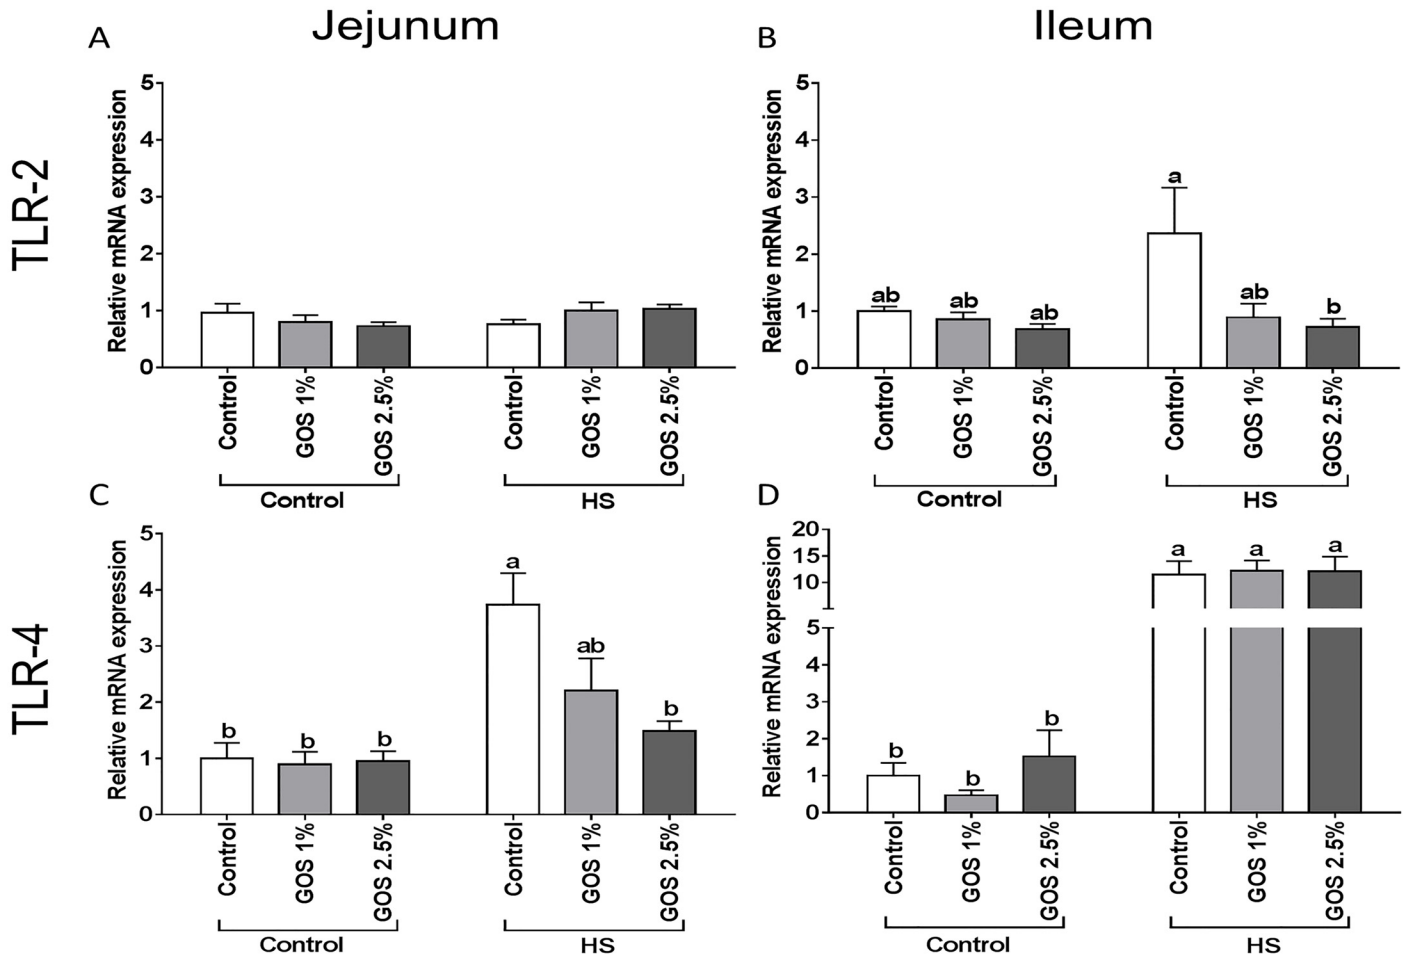 Jejunum
Ileum
TLR-2
TLR-4
A
Relative mRNA expression
5
4
3
2
1
0
Control
GOS 1%
GOS 2.5%
Control
GOS 1%
GOS 2.5%
Control
HS
B
Relative mRNA expression
5
4
3
2
1
0
ab
ab
ab
a
ab
b
Control
GOS 1%
GOS 2.5%
Control
GOS 1%
GOS 2.5%
Control
HS
C
Relative mRNA expression
5
4
3
2
1
0
b
b
b
a
ab
b
Control
GOS 1%
GOS 2.5%
Control
GOS 1%
GOS 2.5%
Control
HS
D
Relative mRNA expression
20
15
10
5
4
3
2
1
0
b
b
b
a
a
a
Control
GOS 1%
GOS 2.5%
Control
GOS 1%
GOS 2.5%
Control
HS